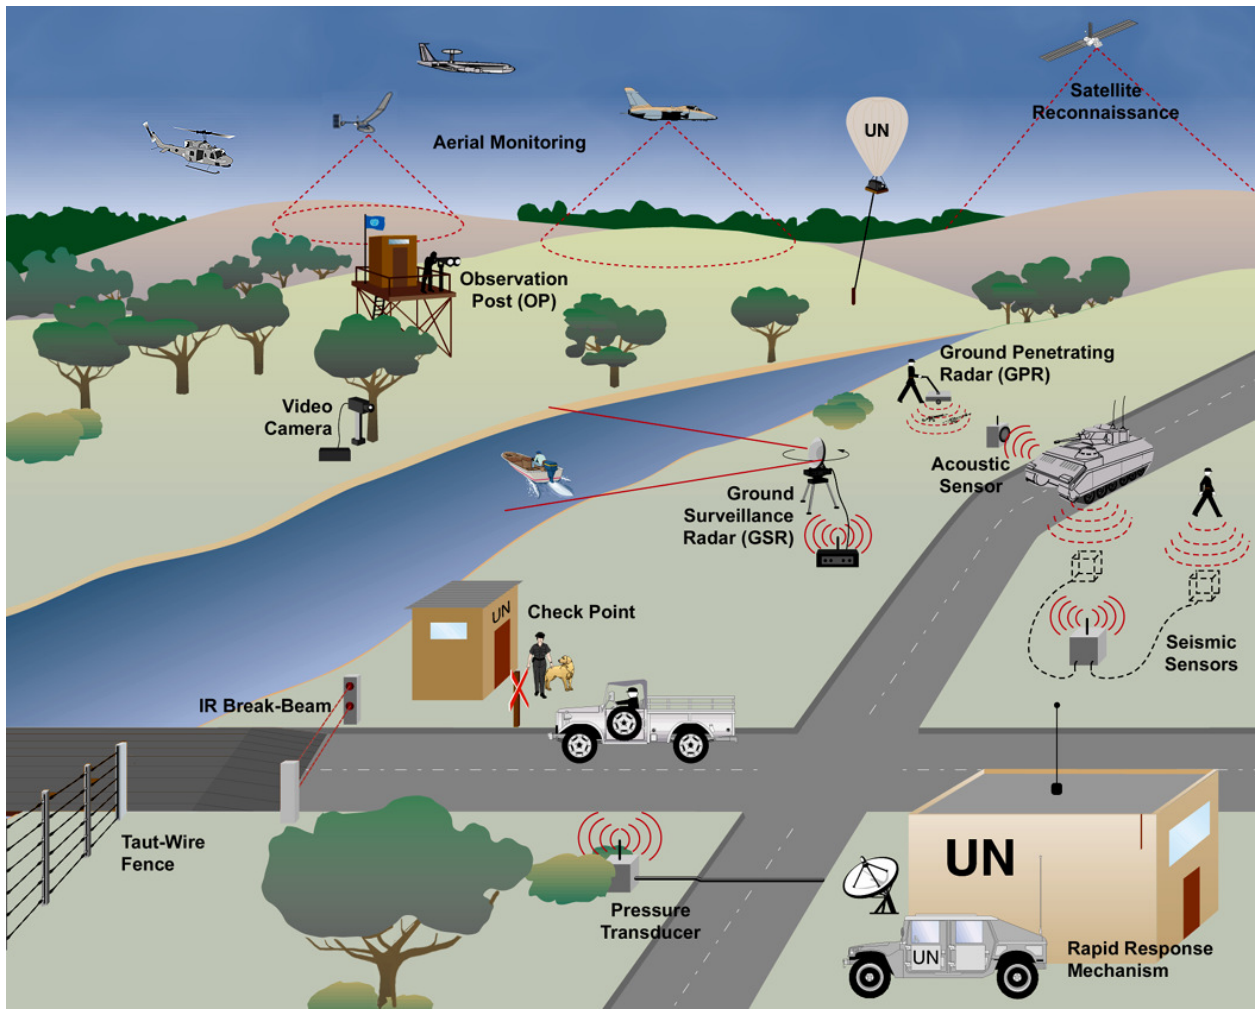 Satellite
Reconnaissance
Aerial Monitoring
UN
Observation
Post (OP)
Ground Penetrating
Radar (GPR)
Video
Camera
Acoustic
Sensor
Ground
Surveillance
Radar (GSR)
UN
Check Point
Seismic
Sensors
IR Break-Beam
Taut-Wire
Fence
UN
Pressure
Transducer
UN
Rapid Response
Mechanism